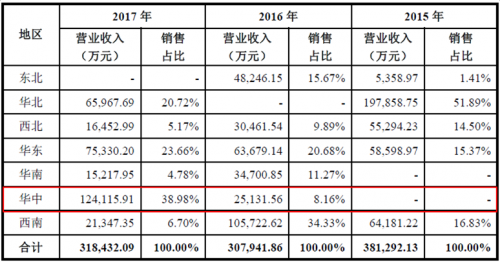 地区 2017 年 2016 年 2015 年
营业收入（万元） 销售占比 营业收入（万元） 销售占比 营业收入（万元） 销售占比
东北 - - 48,246.15 15.67% 5,358.97 1.41%
华北 65,967.69 20.72% - - 197,858.75 51.89%
西北 16,452.99 5.17% 30,461.54 9.89% 55,294.23 14.50%
华东 75,330.20 23.66% 63,679.14 20.68% 58,598.97 15.37%
华南 15,217.95 4.78% 34,700.85 11.27% - -
华中 124,115.91 38.98% 25,131.56 8.16% - -
西南 21,347.35 6.70% 105,722.62 34.33% 64,181.22 16.83%
合计 318,432.09 100.00% 307,941.86 100.00% 381,292.13 100.00%